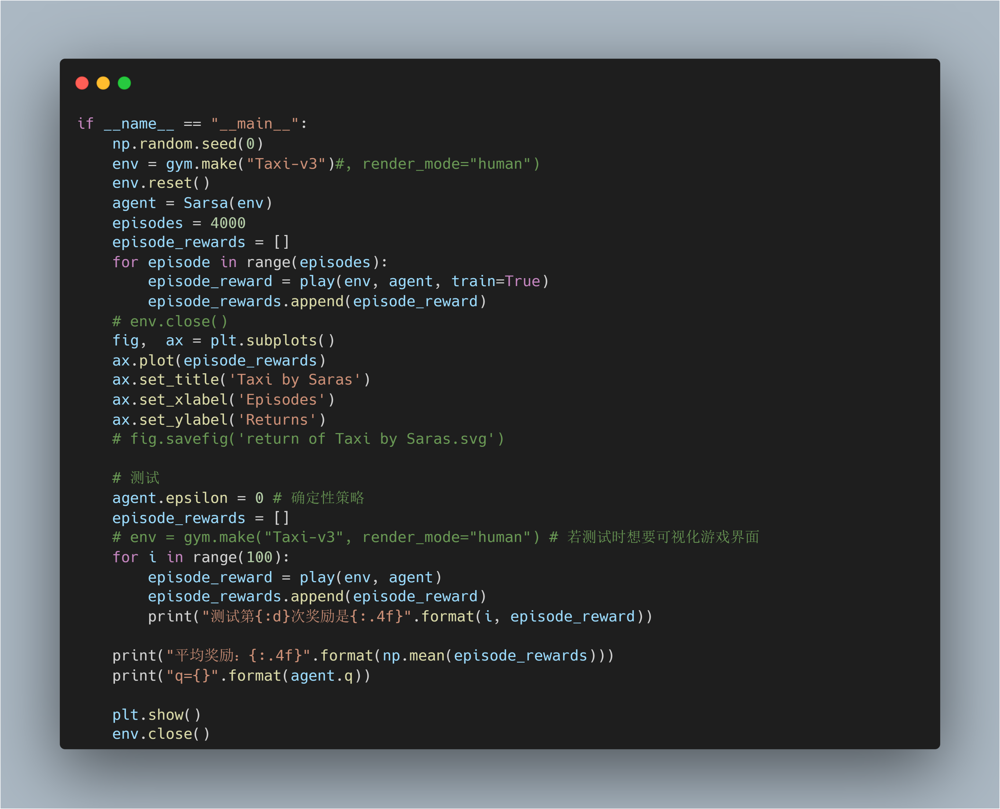 if __name__ == "__main__":
    np.random.seed(0)
    env = gym.make("Taxi-v3")#, render_mode="human")
    env.reset()
    agent = Sarsa(env)
    episodes = 4000
    episode_rewards = []
    for episode in range(episodes):
        episode_reward = play(env, agent, train=True)
        episode_rewards.append(episode_reward)
    # env.close()
    fig,  ax = plt.subplots()
    ax.plot(episode_rewards)
    ax.set_title('Taxi by Saras')
    ax.set_xlabel('Episodes')
    ax.set_ylabel('Returns')
    # fig.savefig('return of Taxi by Saras.svg')

    # 测试
    agent.epsilon = 0 # 确定性策略
    episode_rewards = []
    # env = gym.make("Taxi-v3", render_mode="human") # 若测试时想要可视化游戏界面
    for i in range(100):
        episode_reward = play(env, agent)
        episode_rewards.append(episode_reward)
        print("测试第{:d}次奖励是{:.4f}".format(i, episode_reward))

    print("平均奖励：{:.4f}".format(np.mean(episode_rewards)))
    print("q={}".format(agent.q))

    plt.show()
    env.close()